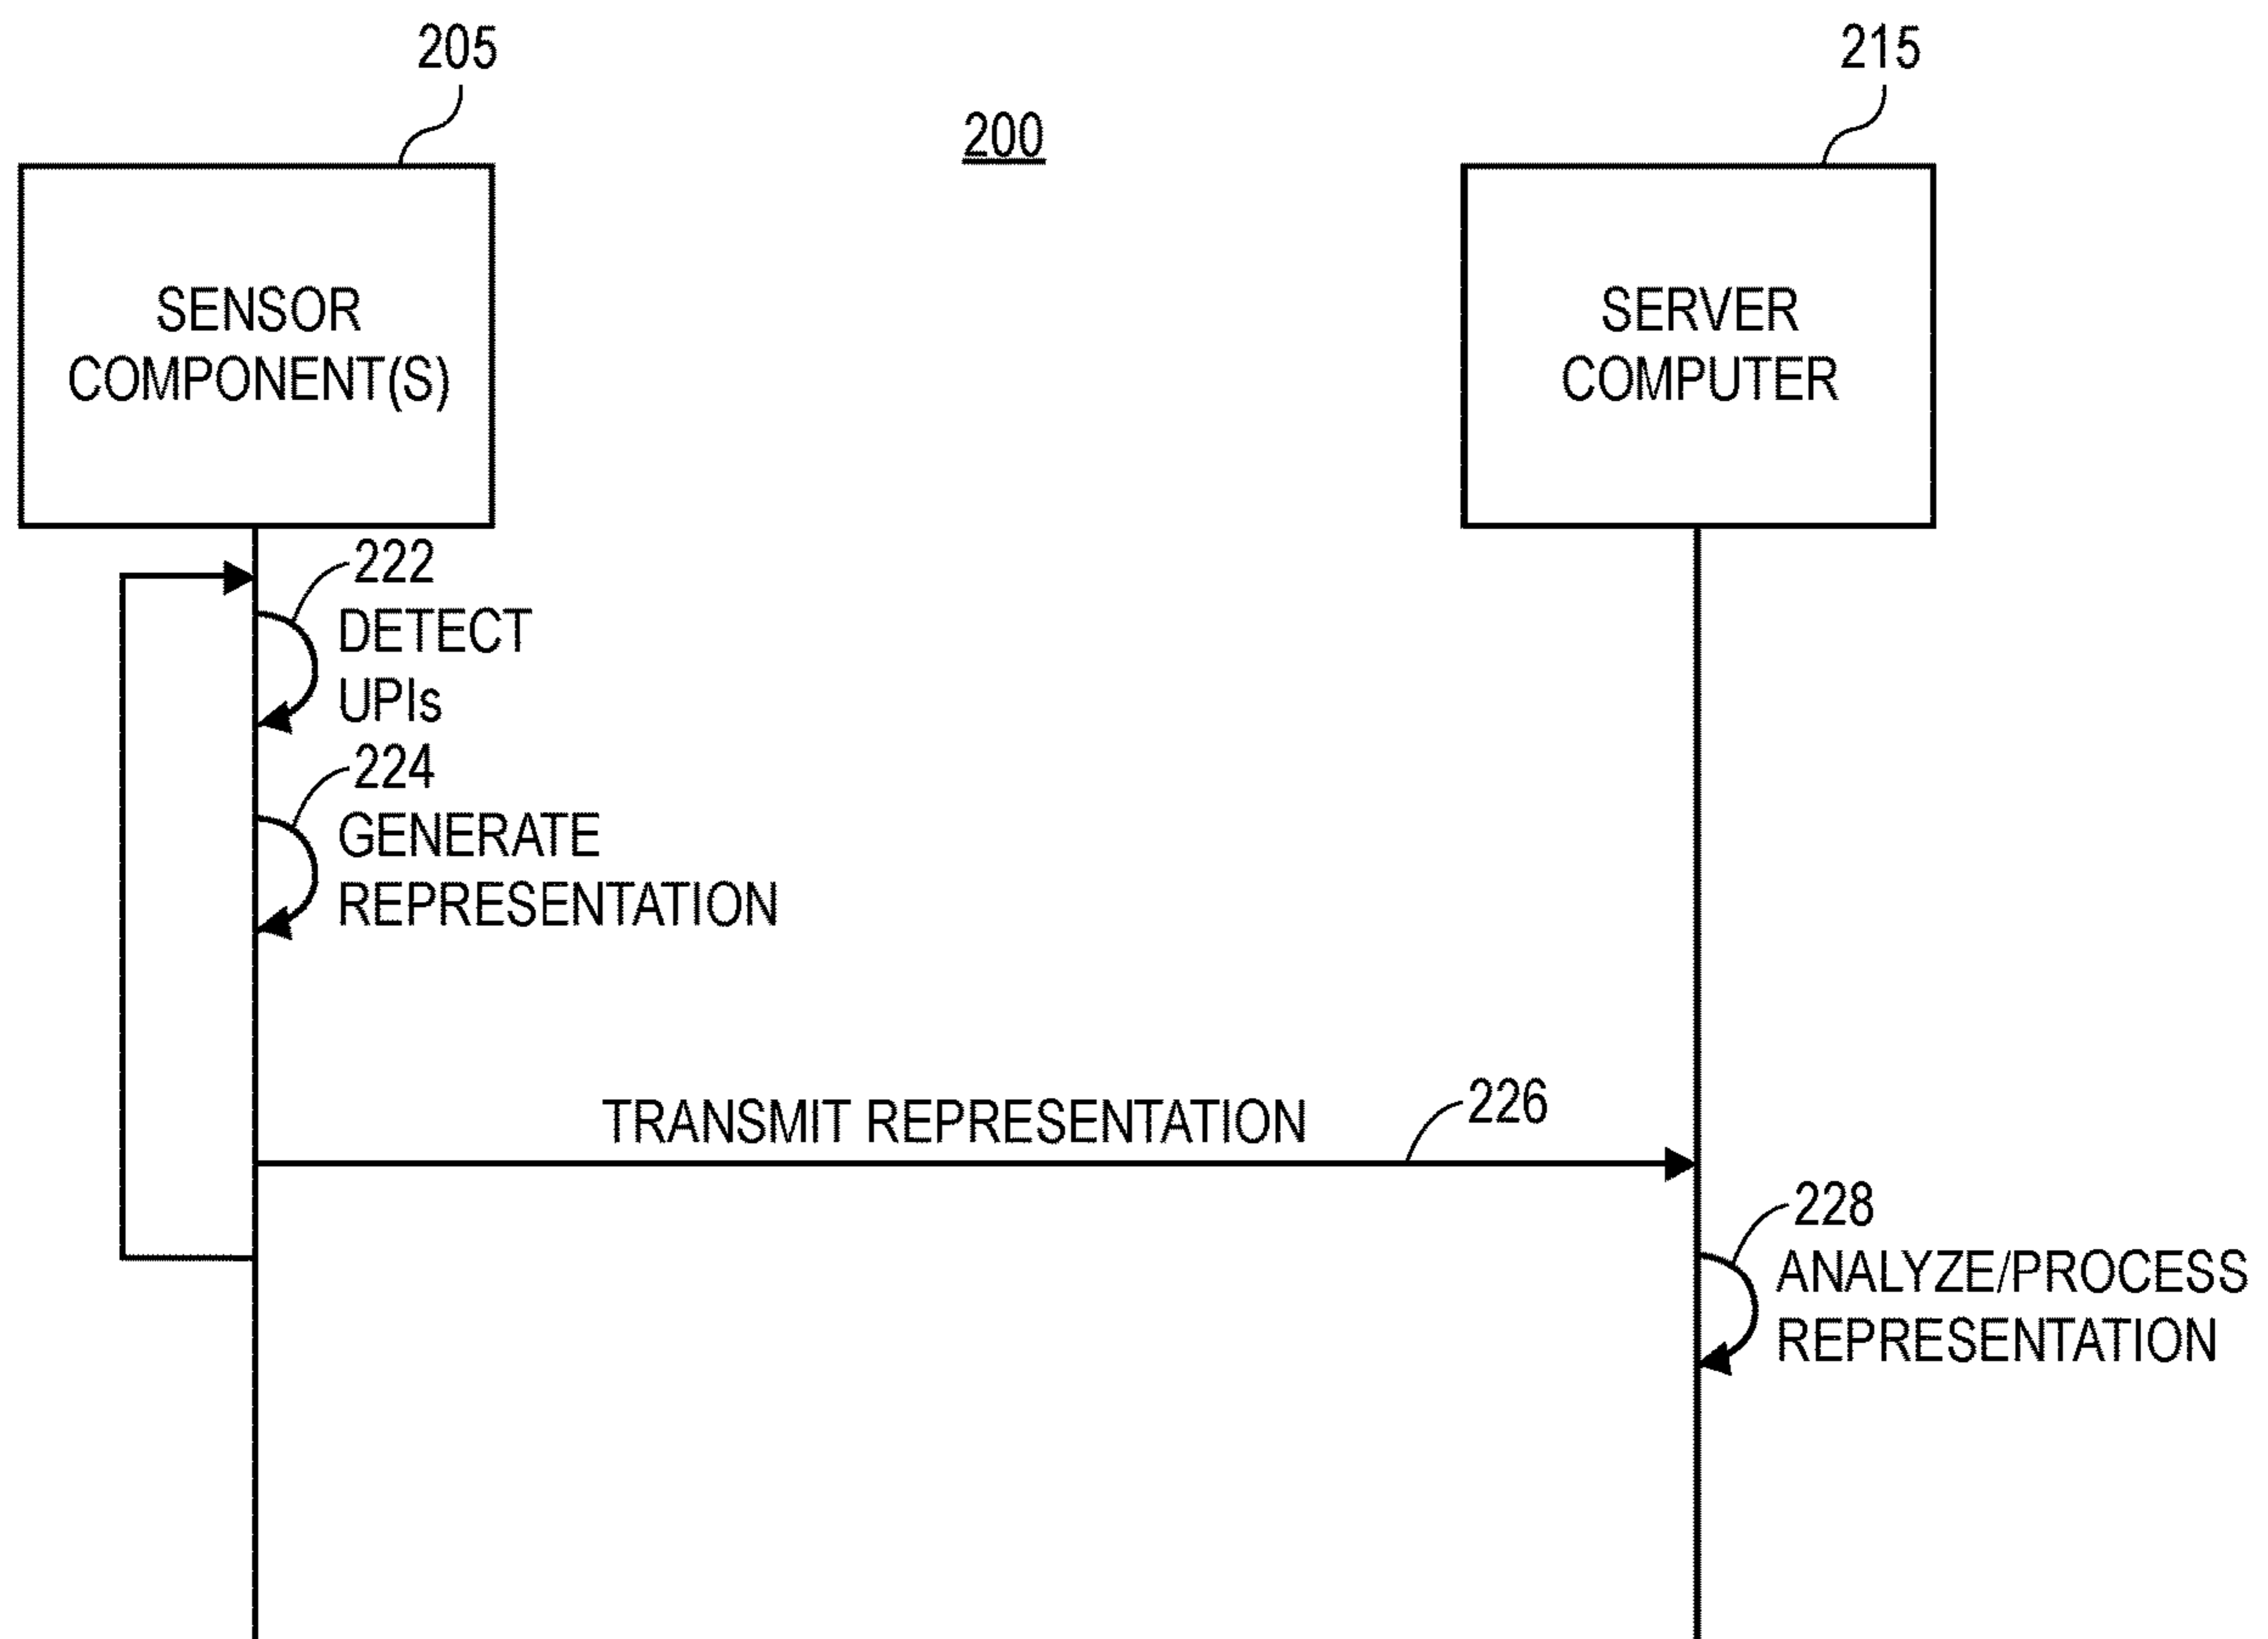 205
215
200
SENSOR
COMPONENT(S)
SERVER
COMPUTER
222
DETECT
UPIs
224
GENERATE
REPRESENTATION
TRANSMIT REPRESENTATION
226
228
ANALYZE/PROCESS
REPRESENTATION